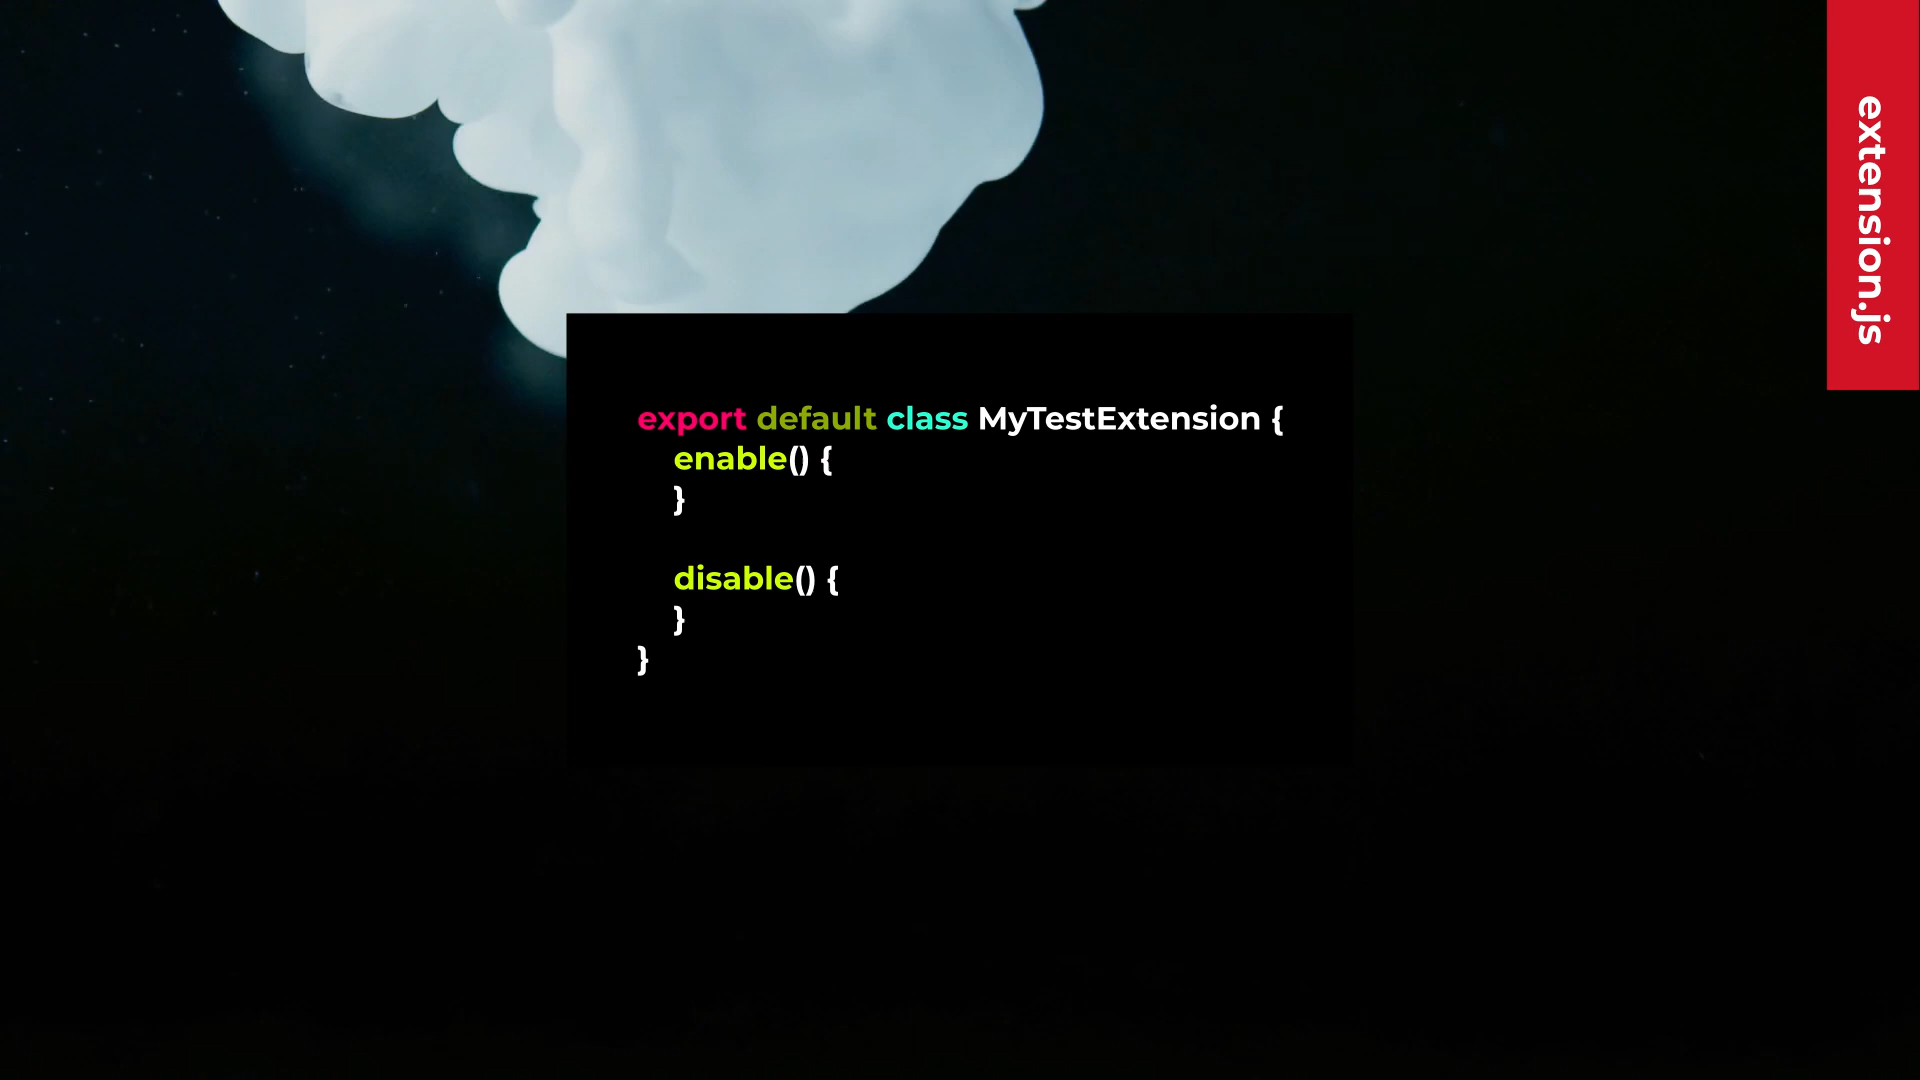 extension.js
export default class MyTestExtension {
enable() {
}
disable() {
}
}